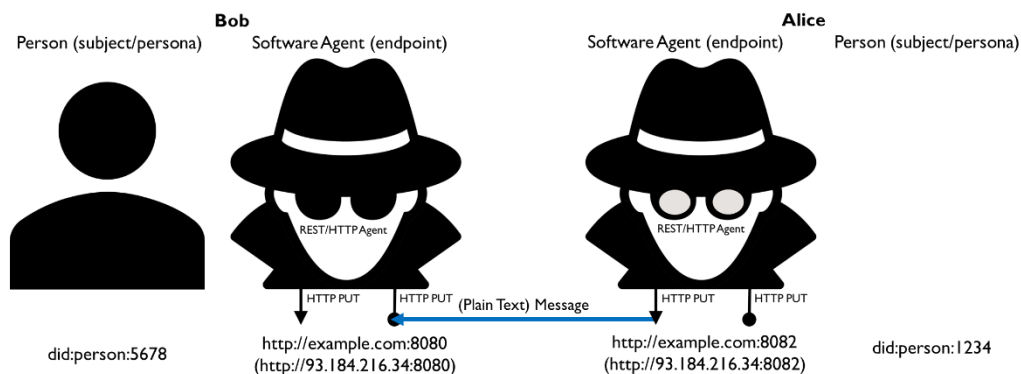 Bob
Alice
Person (subject/persona)
Software Agent (endpoint)
Software Agent (endpoint)
Person (subject/persona)
REST/HTTP Agent
REST/HTTP Agent
HTTP PUT
HTTP PUT
(Plain Text) Message
HTTP PUT
HTTP PUT
did:person:5678
http://example.com:8080
(http://93.184.216.34:8080)
http://example.com:8082
(http://93.184.216.34:8082)
did:person:1234